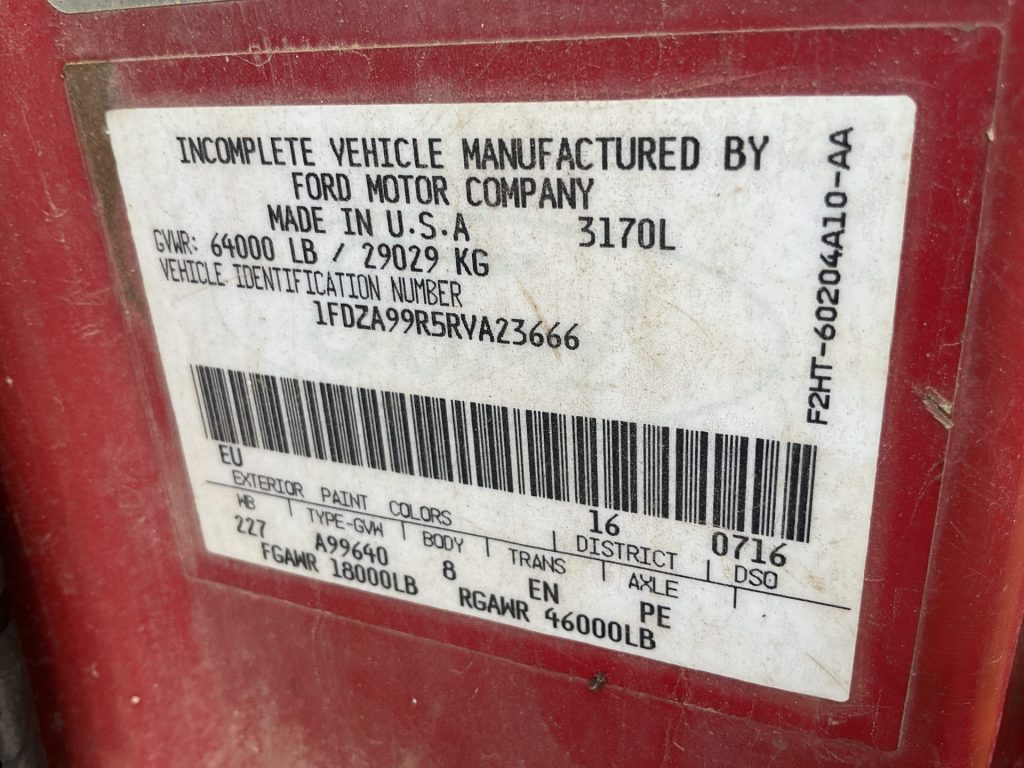 INCOMPLETE VEHICLE MANUFACTURED BY
FORD MOTOR COMPANY
MADE IN U.S.A 3170L
GVWR: 64000 LB / 29029 KG
VEHICLE IDENTIFICATION NUMBER
1FDZA99R5RVA23666
F2HT-60204A10-AA
EU 16 0716
EXTERIOR PAINT COLORS DISTRICT DSO
WB TYPE-GVW BODY TRANS AXLE
227 A99640 8 EN PE
FGAWR 18000LB RGAWR 46000LB